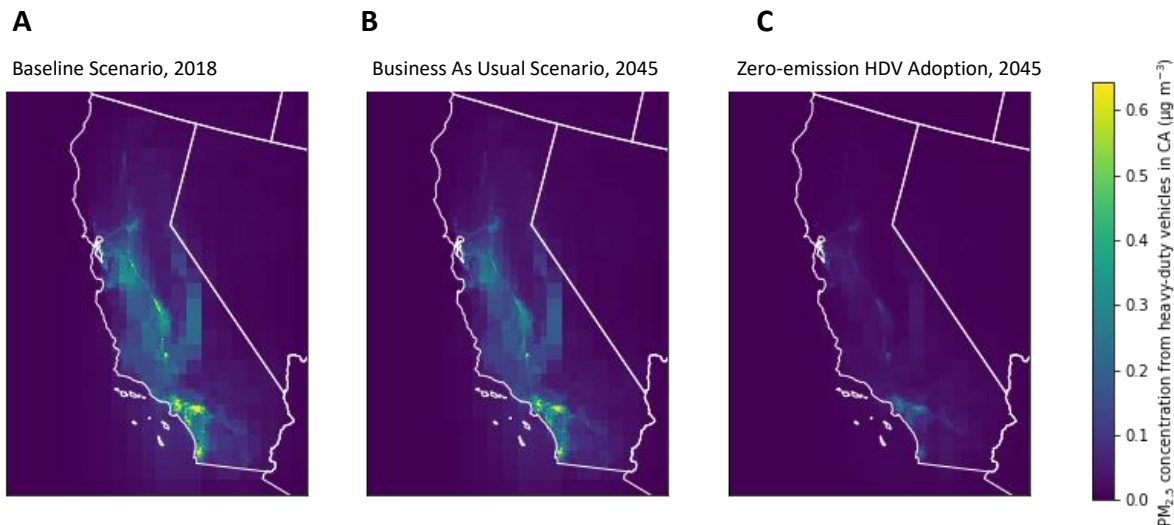 A
B
C
Baseline Scenario, 2018
Business As Usual Scenario, 2045
Zero-emission HDV Adoption, 2045
0.6
0.5
0.4
0.3
0.2
0.1
0.0
PM₂.₅ concentration from heavy-duty vehicles in CA (μg m⁻³)